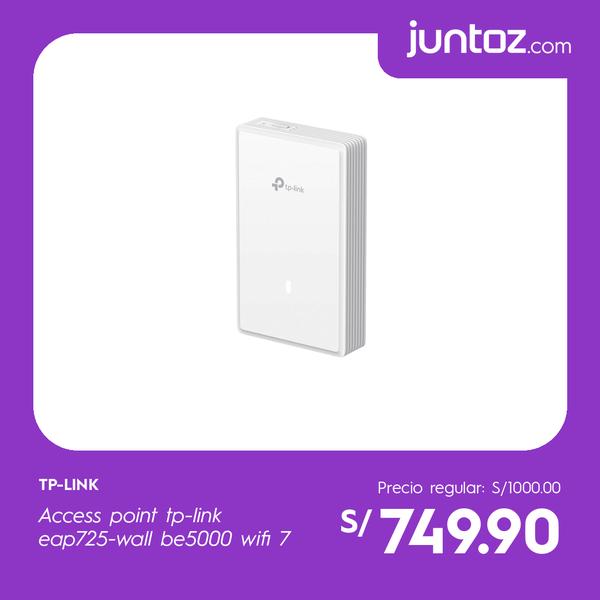 juntoz.com
tp-link
TP-LINK
Access point tp-link
eap725-wall be5000 wifi 7
Precio regular: S/1000.00
S/749.90